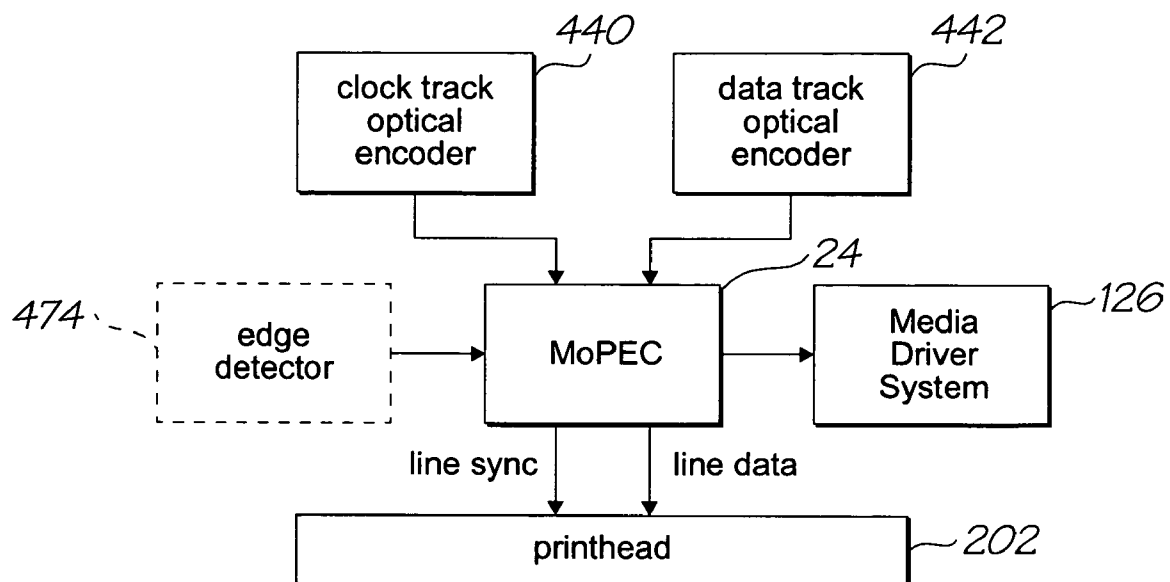 440
442
clock track
optical
encoder
data track
optical
encoder
24
474
edge
detector
MoPEC
126
Media
Driver
System
line sync
line data
printhead
202